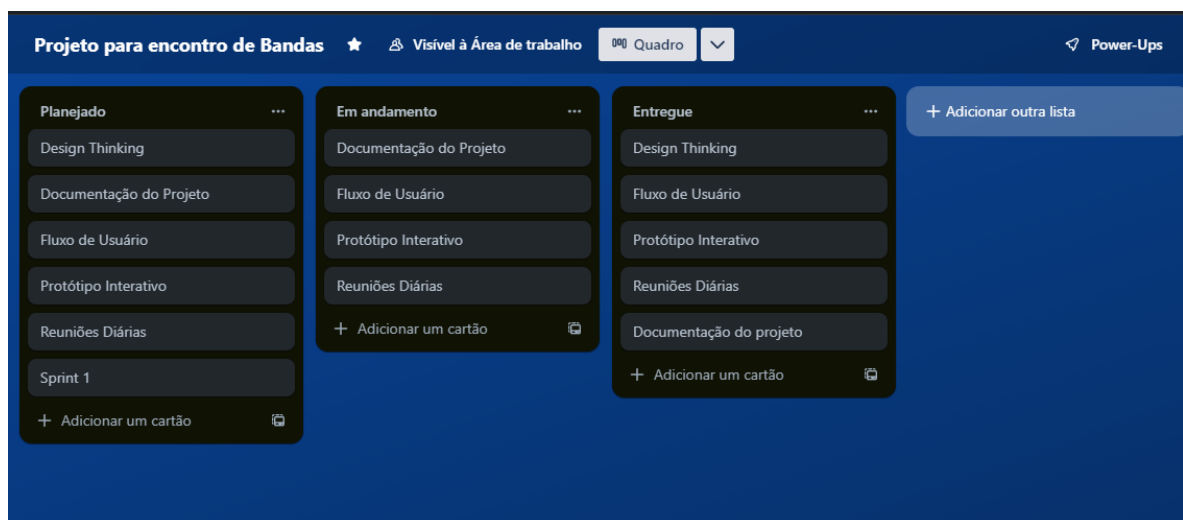 Projeto para encontro de Bandas
Visível à Área de trabalho
Quadro
Power-Ups
Planejado
Design Thinking
Documentação do Projeto
Fluxo de Usuário
Protótipo Interativo
Reuniões Diárias
Sprint 1
+ Adicionar um cartão
Em andamento
Documentação do Projeto
Fluxo de Usuário
Protótipo Interativo
Reuniões Diárias
+ Adicionar um cartão
Entregue
Design Thinking
Fluxo de Usuário
Protótipo Interativo
Reuniões Diárias
Documentação do projeto
+ Adicionar um cartão
+ Adicionar outra lista